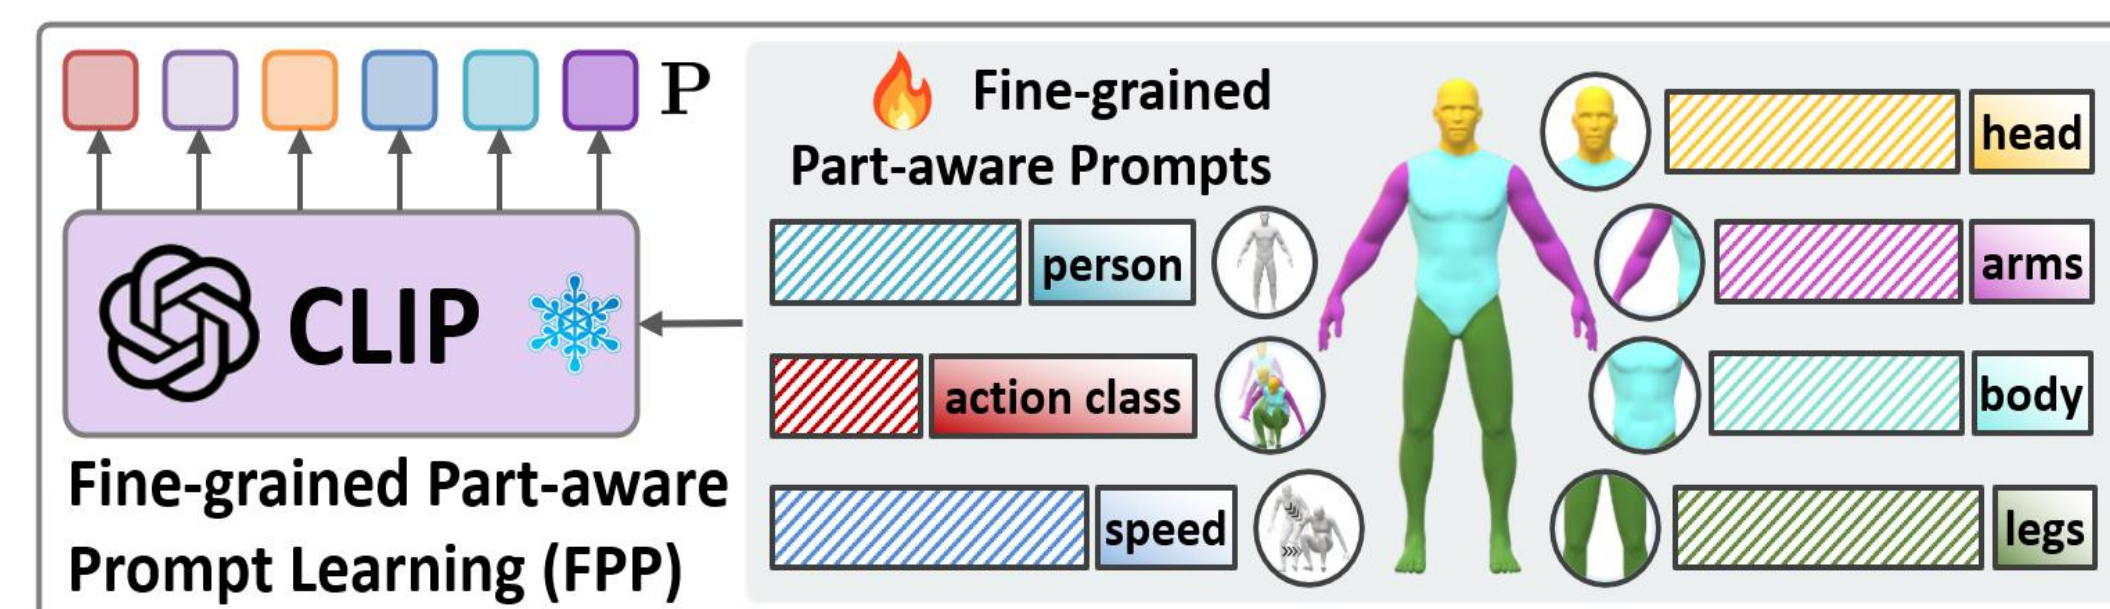 P
CLIP
Fine-grained Part-aware
Prompt Learning (FPP)
Fine-grained
Part-aware Prompts
person
action class
speed
head
arms
body
legs